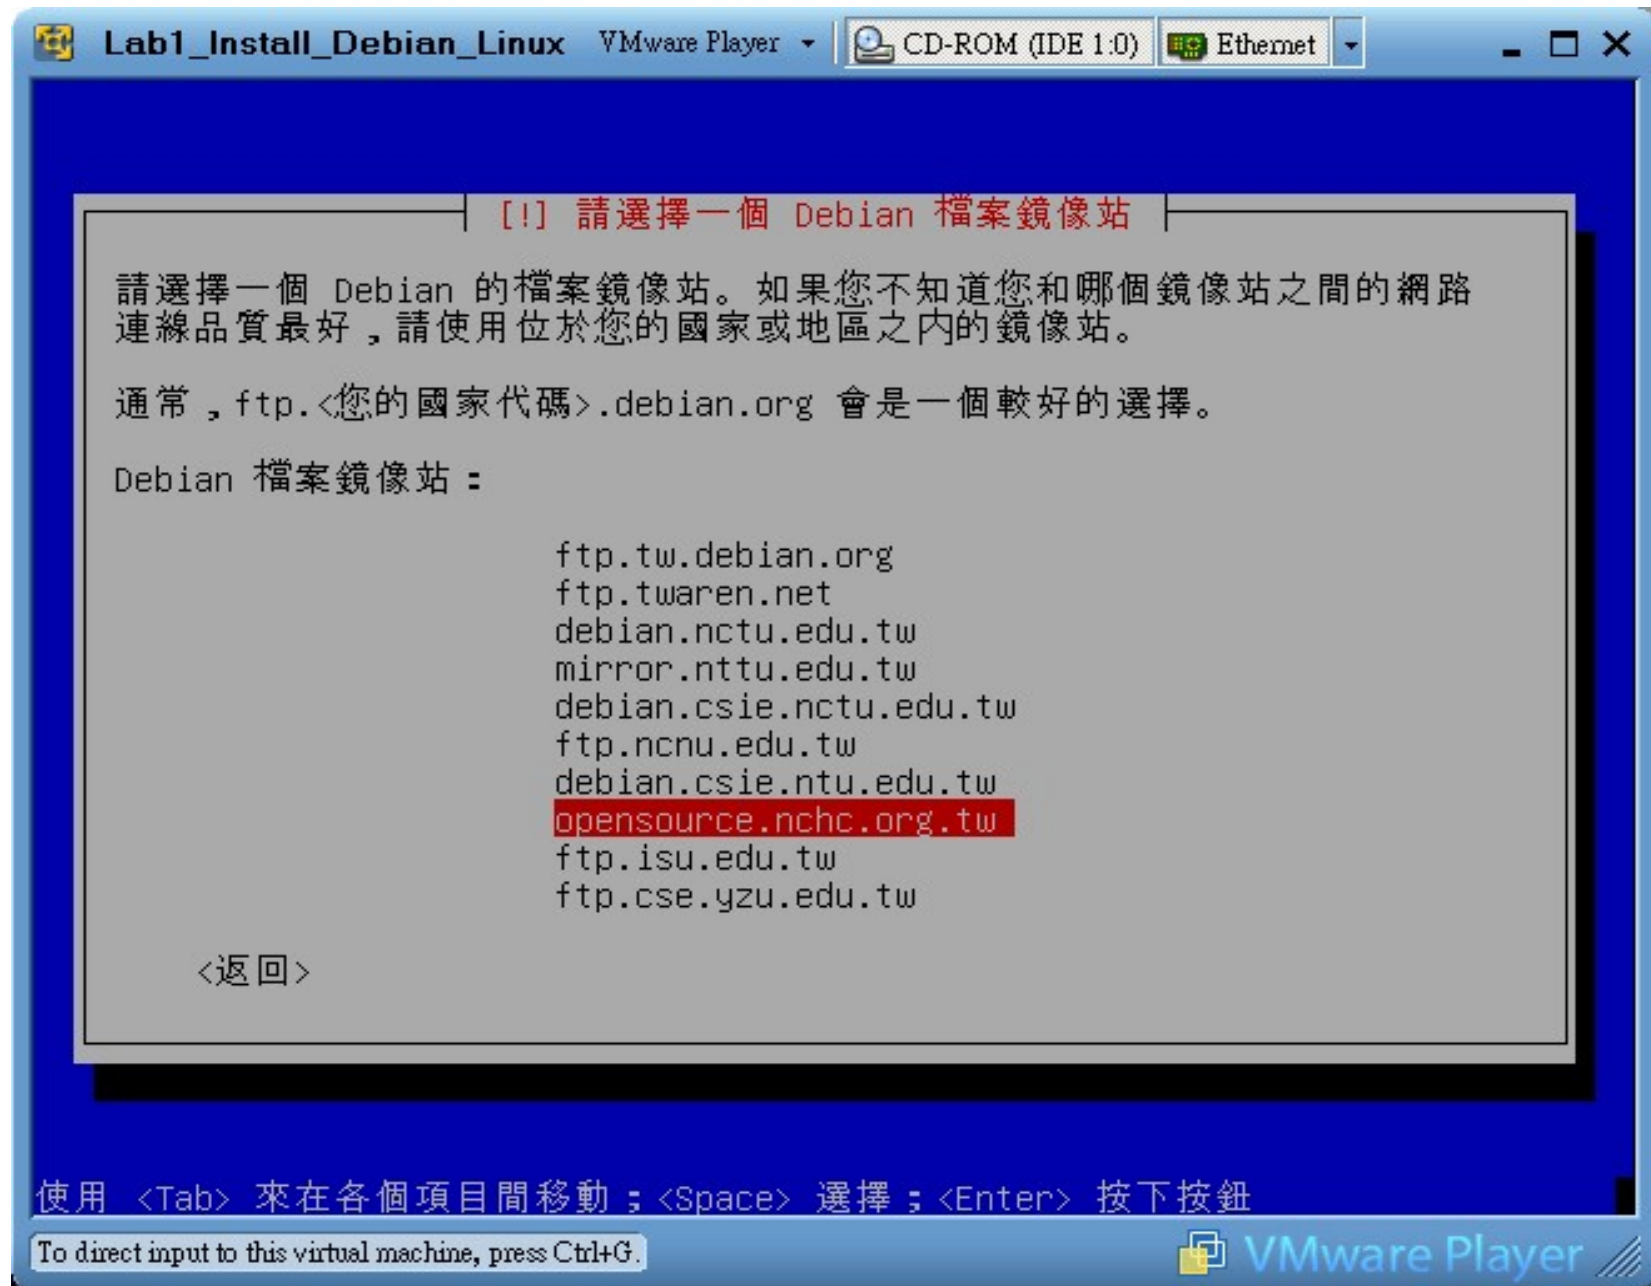 Lab1_Install_Debian_Linux VMware Player CD-ROM (IDE 1:0) Ethernet
[!] 請選擇一個 Debian 檔案鏡像站
請選擇一個 Debian 的檔案鏡像站。如果您不知道您和哪個鏡像站之間的網路
連線品質最好，請使用位於您的國家或地區之内的鏡像站。
通常，ftp.<您的國家代碼>.debian.org 會是一個較好的選擇。
Debian 檔案鏡像站：
ftp.tw.debian.org
ftp.twaren.net
debian.nctu.edu.tw
mirror.nttu.edu.tw
debian.csie.nctu.edu.tw
ftp.ncnu.edu.tw
debian.csie.ntu.edu.tw
opensource.nchc.org.tw
ftp.isu.edu.tw
ftp.cse.yzu.edu.tw
<返回>
使用 <Tab> 來在各個項目間移動；<Space> 選擇；<Enter> 按下按鈕
To direct input to this virtual machine, press Ctrl+G.
VMware Player